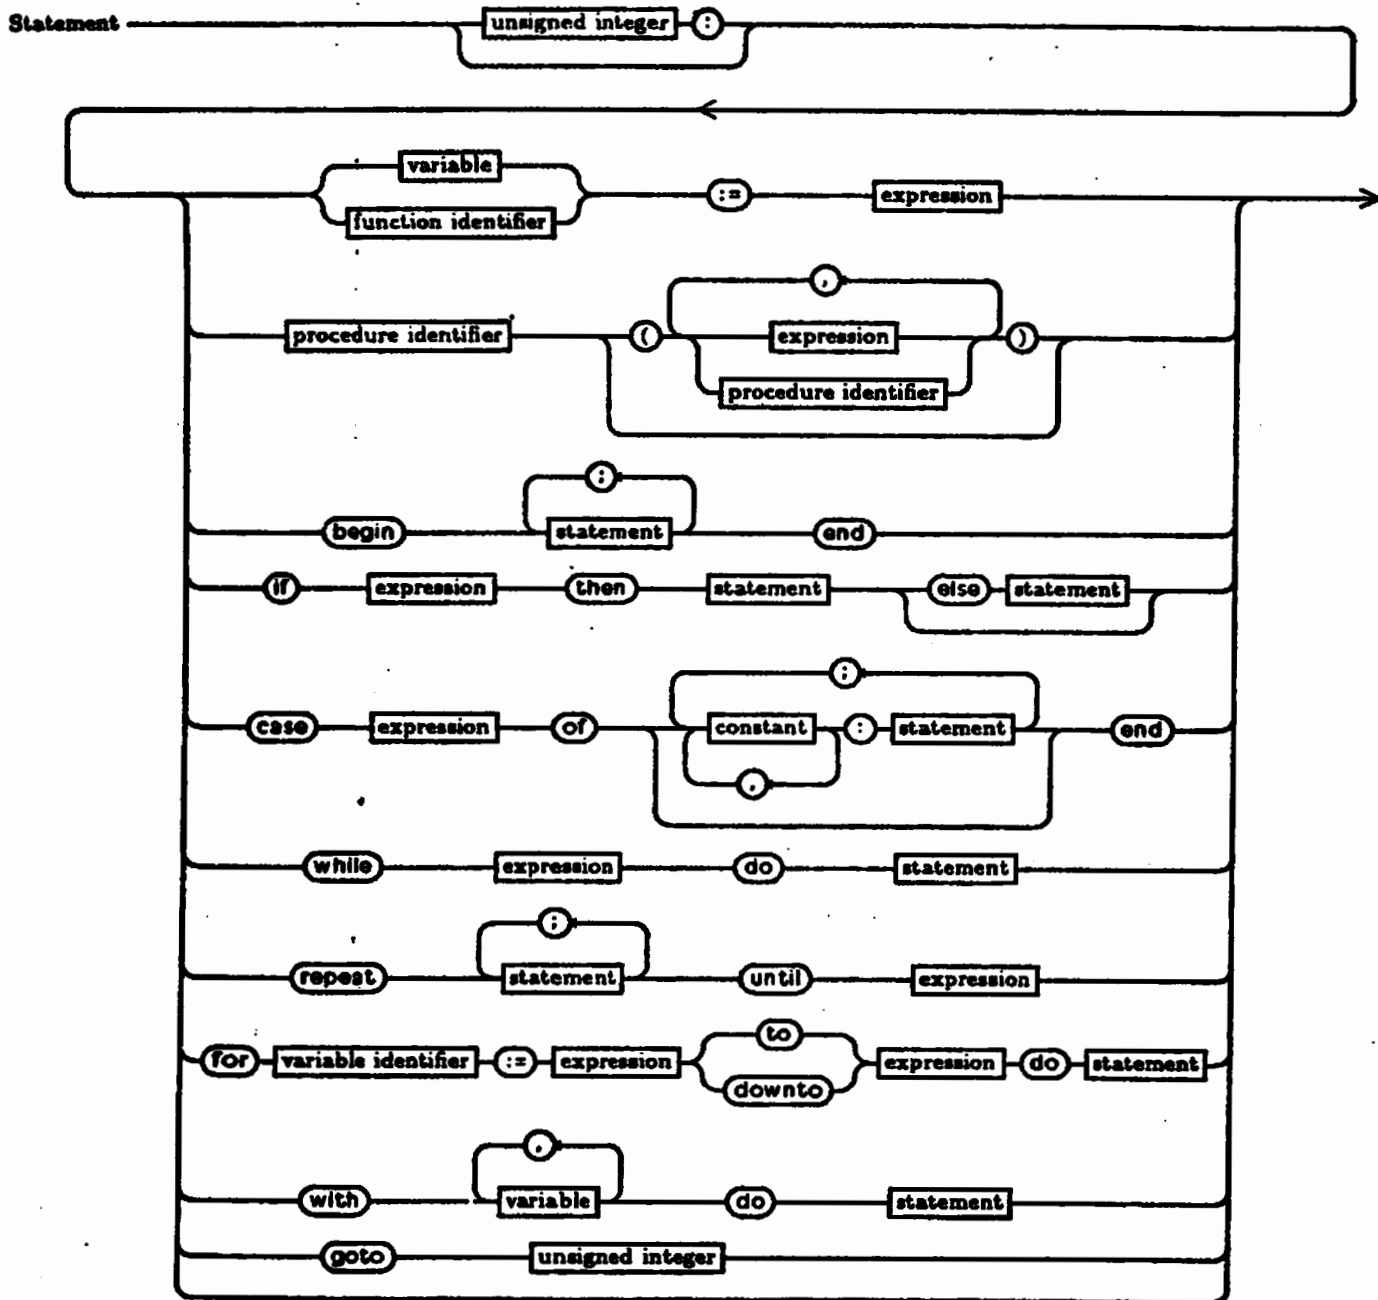 Statement unsigned integer :
variable
function identifier := expression
,
procedure identifier ( expression )
procedure identifier
;
begin statement end
if expression then statement else statement
;
case expression of constant : statement end
,
while expression do statement
;
repeat statement until expression
to
for variable identifier := expression expression do statement
downto
,
with variable do statement
goto unsigned integer